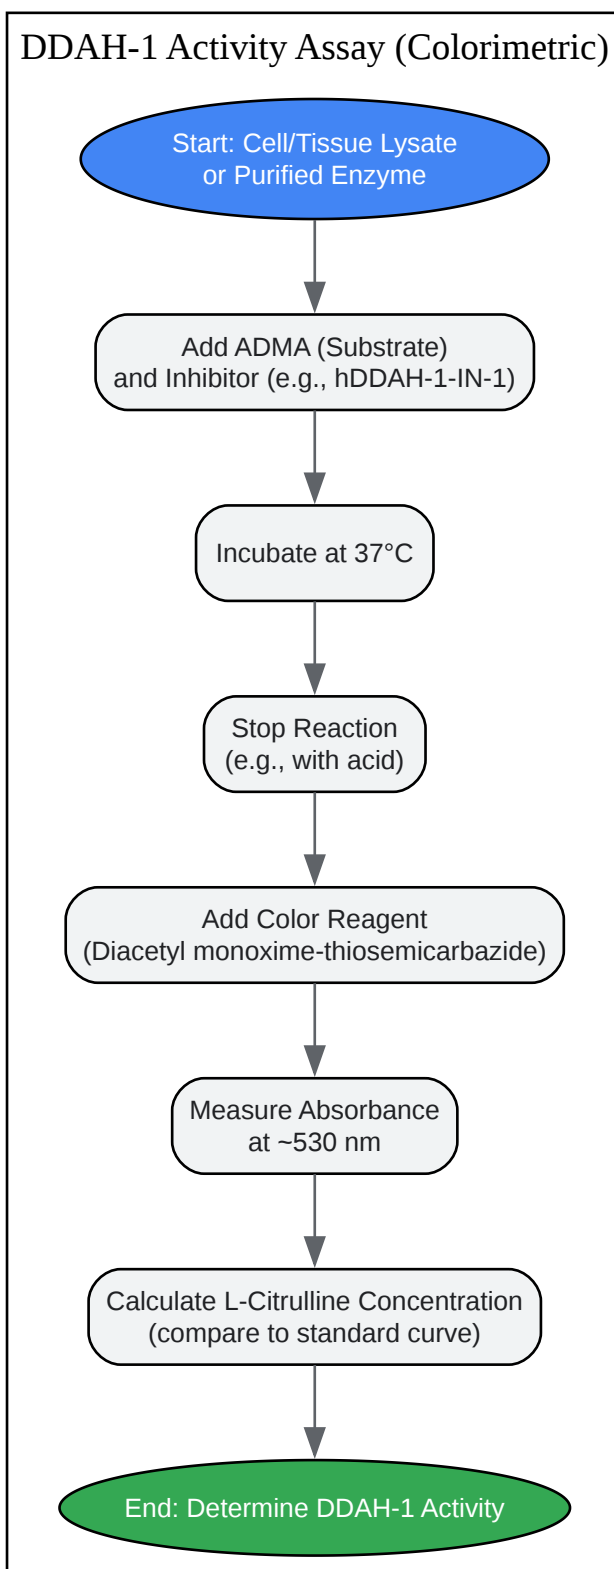 DDAH-1 Activity Assay (Colorimetric)
Start: Cell/Tissue Lysate
or Purified Enzyme
Add ADMA (Substrate)
and Inhibitor (e.g., hDDAH-1-IN-1)
Incubate at 37°C
Stop Reaction
(e.g., with acid)
Add Color Reagent
(Diacetyl monoxime-thiosemicarbazide)
Measure Absorbance
at ~530 nm
Calculate L-Citrulline Concentration
(compare to standard curve)
End: Determine DDAH-1 Activity